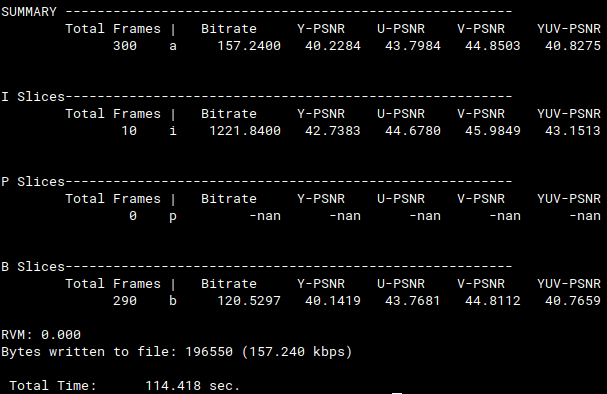 SUMMARY --------------------------------------------------------
        Total Frames |   Bitrate     Y-PSNR    U-PSNR    V-PSNR    YUV-PSNR
              300    a     157.2400   40.2284   43.7984   44.8503   40.8275
I Slices--------------------------------------------------------
        Total Frames |   Bitrate     Y-PSNR    U-PSNR    V-PSNR    YUV-PSNR
               10    i    1221.8400   42.7383   44.6780   45.9849   43.1513
P Slices--------------------------------------------------------
        Total Frames |   Bitrate     Y-PSNR    U-PSNR    V-PSNR    YUV-PSNR
                0    p         -nan      -nan      -nan      -nan      -nan
B Slices--------------------------------------------------------
        Total Frames |   Bitrate     Y-PSNR    U-PSNR    V-PSNR    YUV-PSNR
              290    b     120.5297   40.1419   43.7681   44.8112   40.7659
RVM: 0.000
Bytes written to file: 196550 (157.240 kbps)
 Total Time:      114.418 sec.